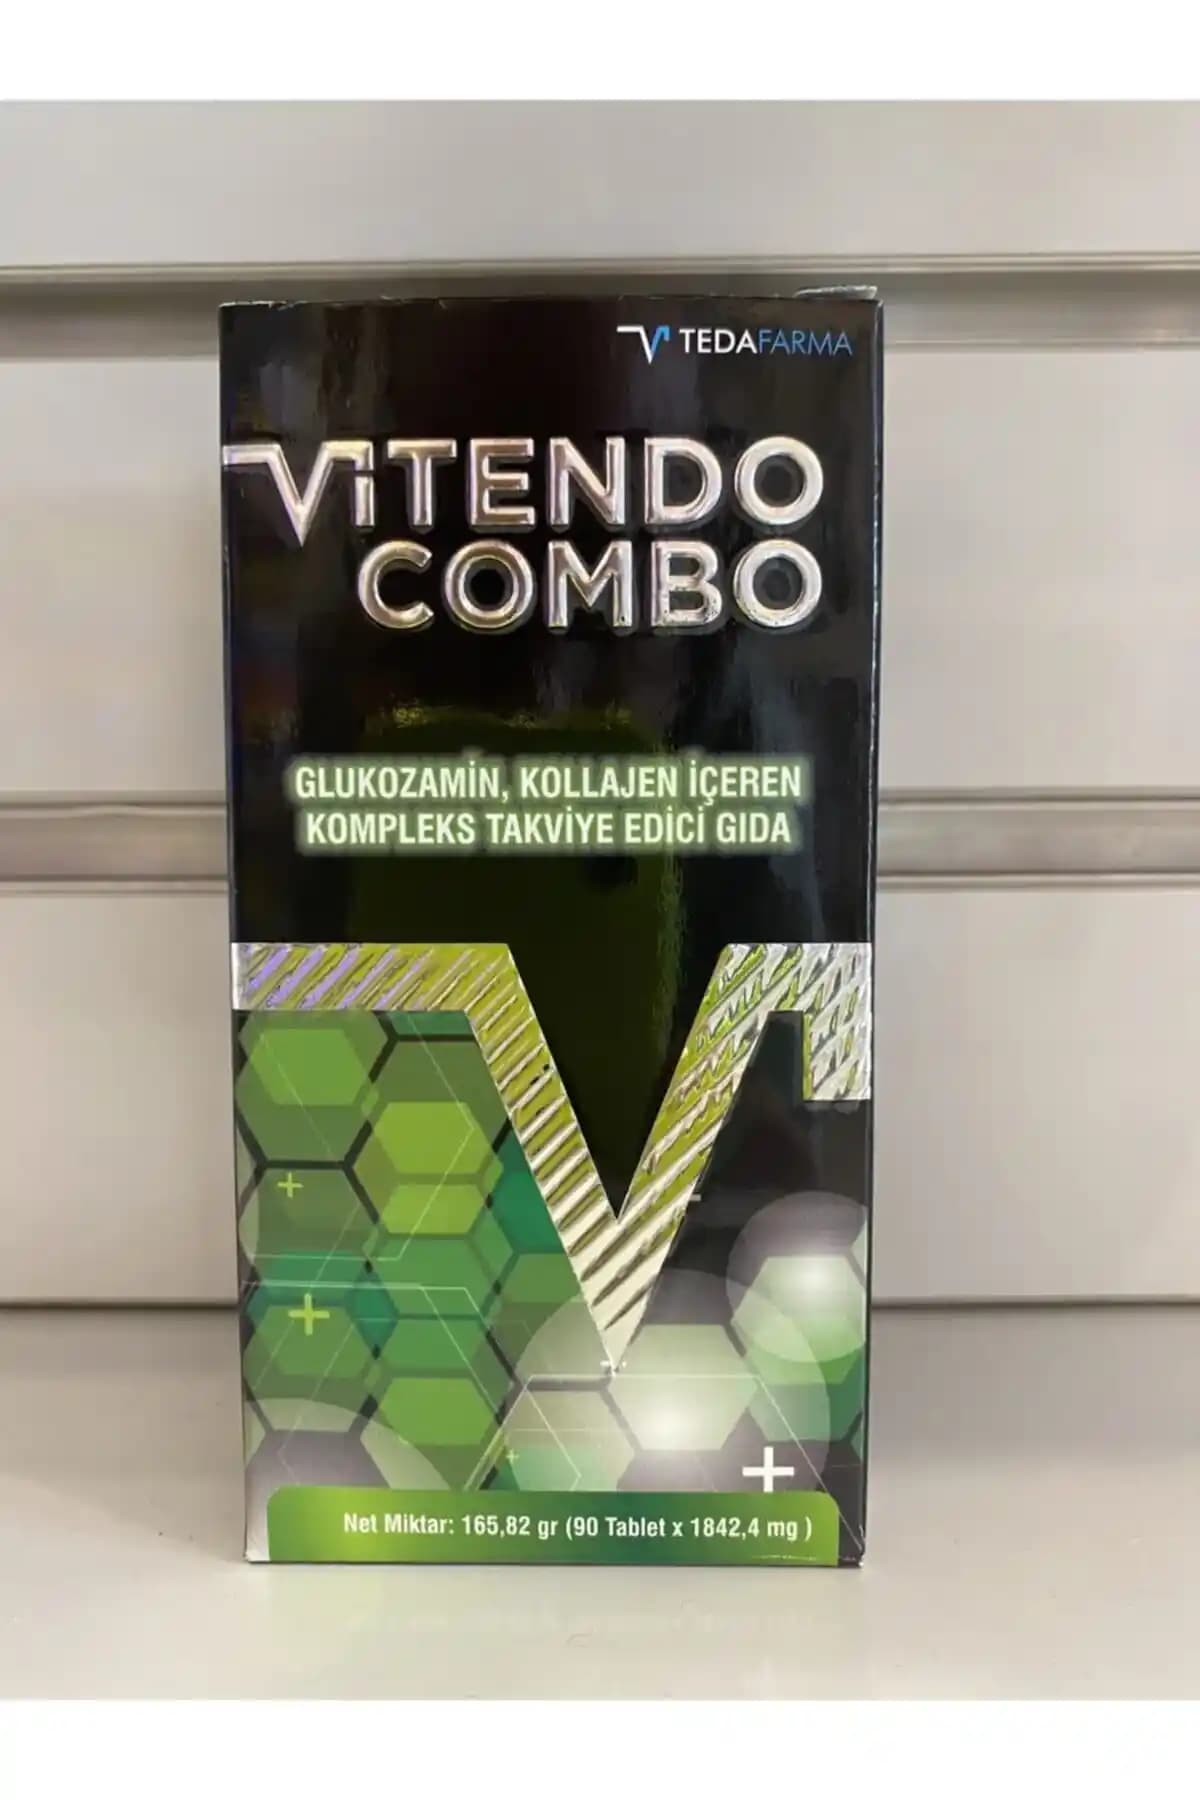 TEDAFARMA
ViTENDO
COMBO
GLUKOZAMİN, KOLLAJEN İÇEREN
KOMPLEKS TAKVİYE EDİCİ GIDA
Net Miktar: 165,82 gr (90 Tablet x 1842,4 mg )